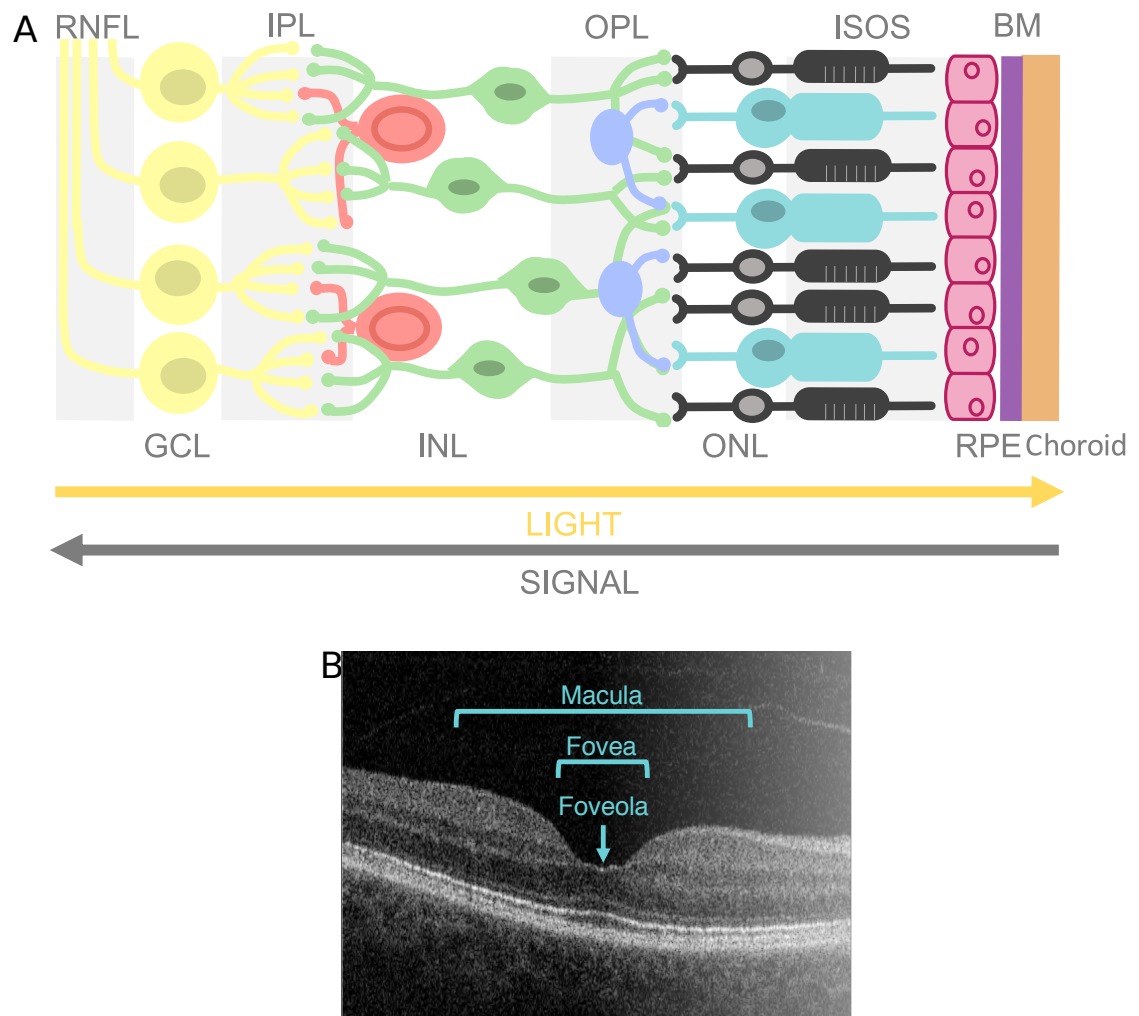 A
RNFL IPL OPL ISOS BM
GCL INL ONL RPE Choroid
LIGHT
SIGNAL
B
Macula
Fovea
Foveola